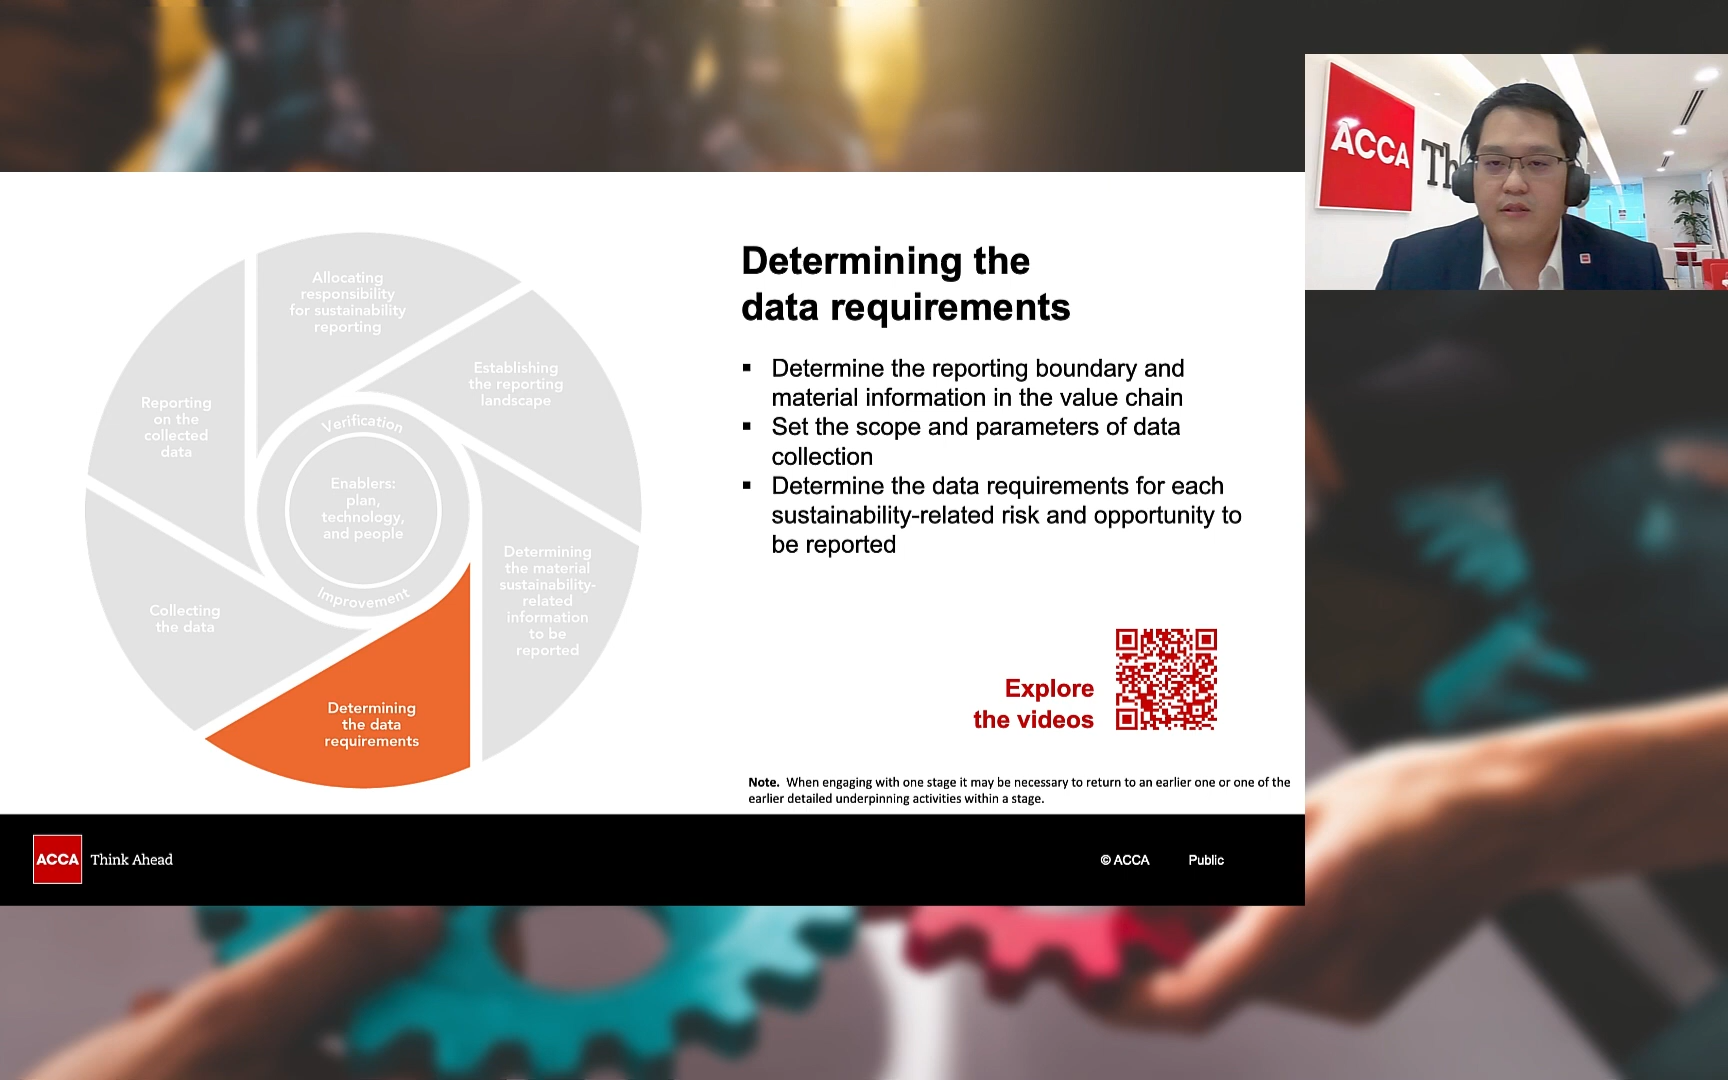 Allocating
responsibility
for sustainability
reporting
Establishing
the reporting
landscape
Reporting
on the
collected
data
Verification
Enablers:
plan,
technology,
and people
Improvement
Determining
the material
sustainability-
related
information
to be
reported
Collecting
the data
Determining
the data
requirements
Determining the
data requirements
▪ Determine the reporting boundary and
material information in the value chain
▪ Set the scope and parameters of data
collection
▪ Determine the data requirements for each
sustainability-related risk and opportunity to
be reported
Explore
the videos
Note. When engaging with one stage it may be necessary to return to an earlier one or one of the
earlier detailed underpinning activities within a stage.
ACCA Think Ahead
© ACCA Public
ACCA Th